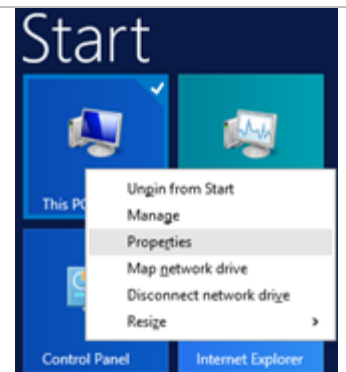 Start
This PC
Unpin from Start
Manage
Properties
Map network drive
Disconnect network drive
Resize
Control Panel
Internet Explorer